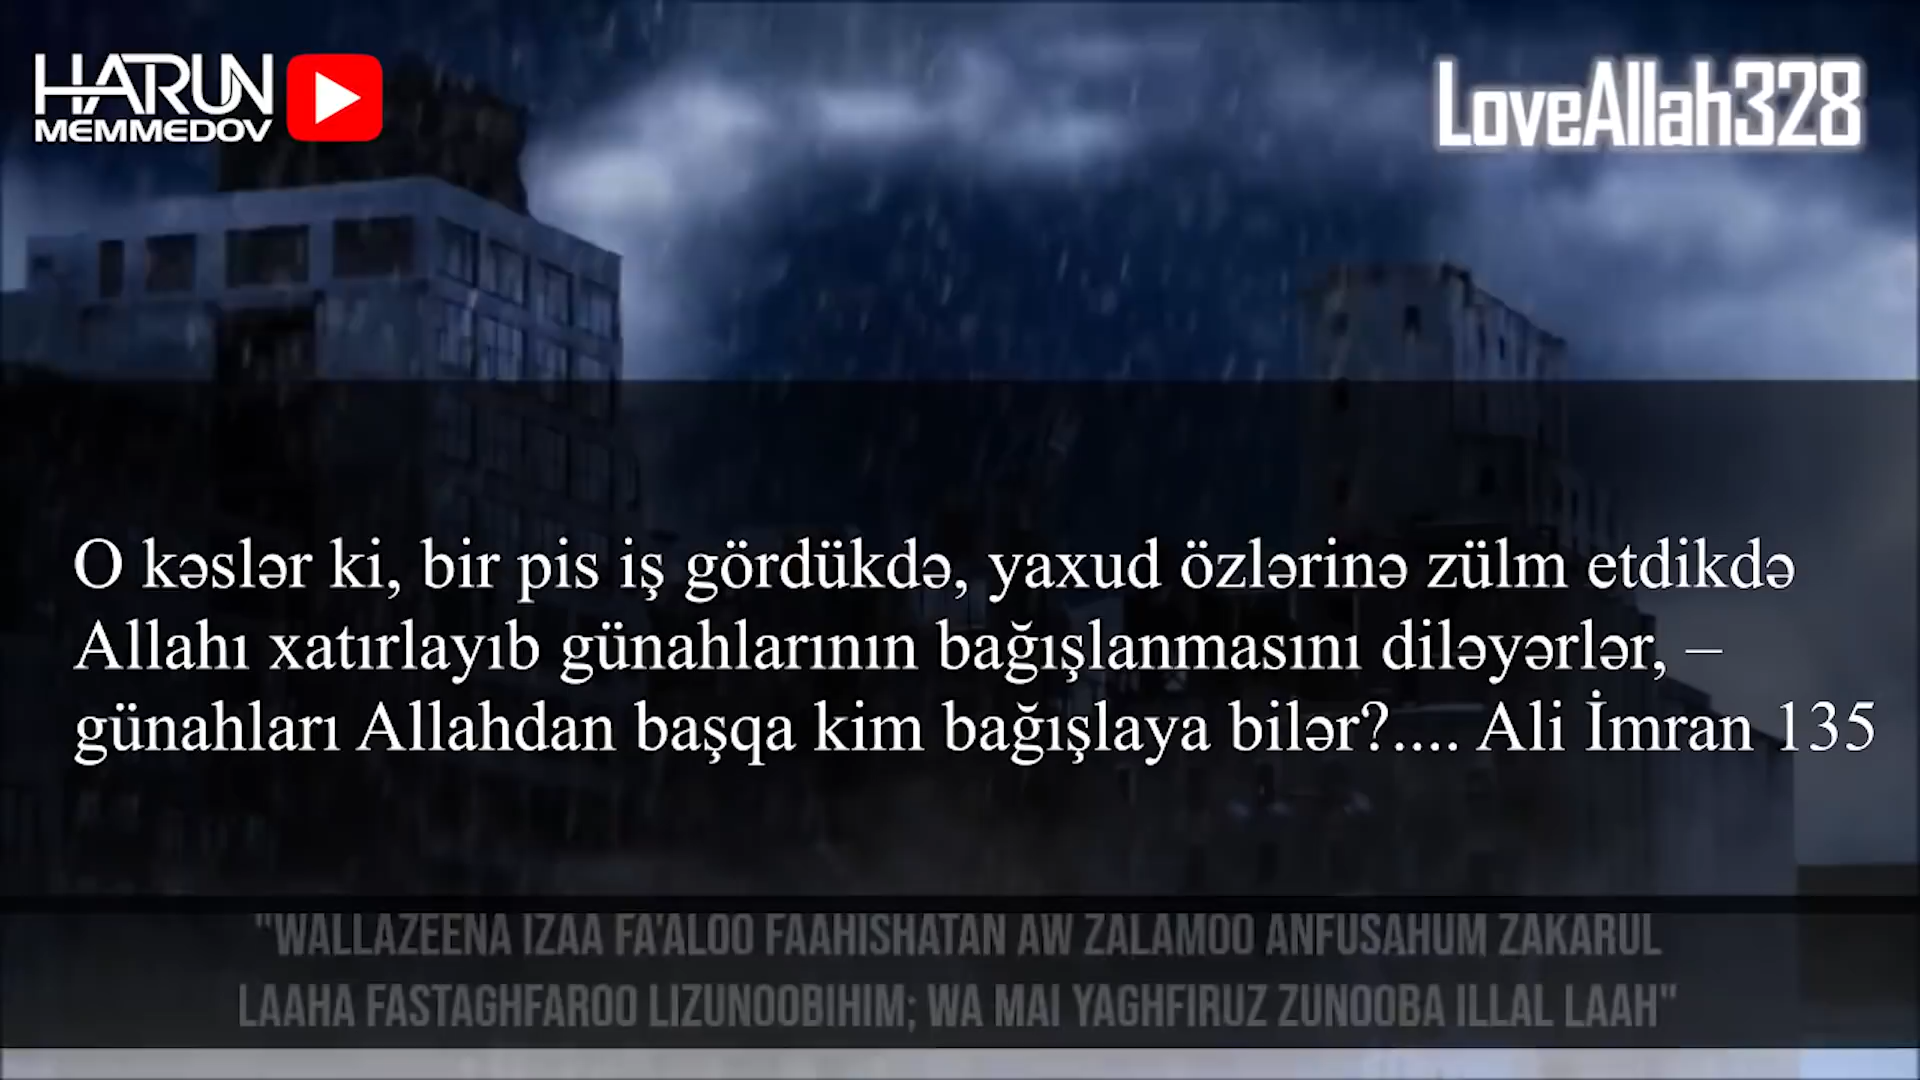 HARUN
MEMMEDOV
LoveAllah328
O kəslər ki, bir pis iş gördükdə, yaxud özlərinə zülm etdikdə
Allahı xatırlayıb günahlarının bağışlanmasını diləyərlər, –
günahları Allahdan başqa kim bağışlaya bilər?.... Ali İmran 135
"WALLAZEENA IZAA FA'ALOO FAAHISHATAN AW ZALAMOO ANFUSAHUM ZAKARUL
LAAHA FASTAGHFAROO LIZUNOOBIHIM; WA MAI YAGHFIRUZ ZUNOOBA ILLAL LAAH"